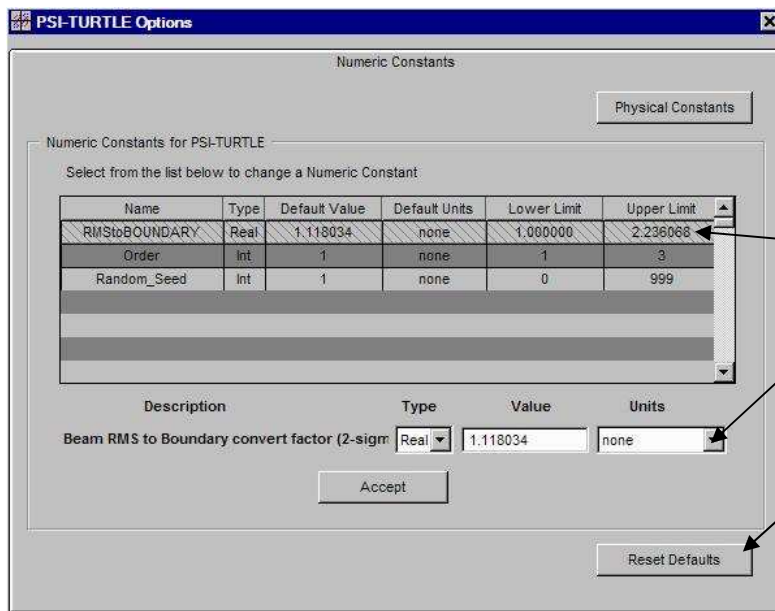 PSI-TURTLE Options
Numeric Constants
Physical Constants
Numeric Constants for PSI-TURTLE
Select from the list below to change a Numeric Constant
Name Type Default Value Default Units Lower Limit Upper Limit
RMStoBOUNDARY Real 1.118034 none 1.000000 2.236068
Order Int 1 none 1 3
Random_Seed Int 1 none 0 999
Description Type Value Units
Beam RMS to Boundary convert factor (2-sigm Real 1.118034 none
Accept
Reset Defaults